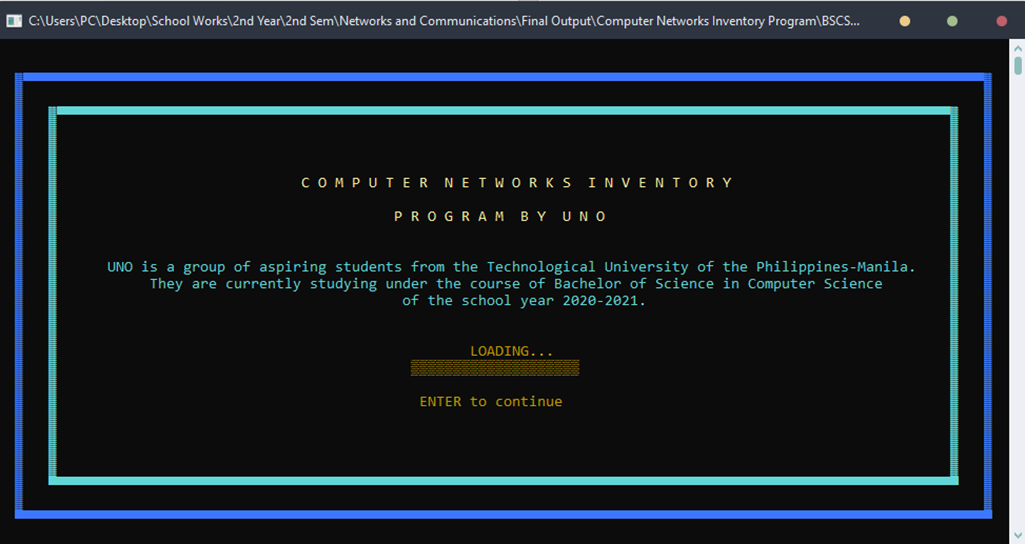 C:\Users\PC\Desktop\School Works\2nd Year\2nd Sem\Networks and Communications\Final Output\Computer Networks Inventory Program\BSCS...
C O M P U T E R  N E T W O R K S  I N V E N T O R Y
P R O G R A M  B Y  U N O
UNO is a group of aspiring students from the Technological University of the Philippines-Manila.
They are currently studying under the course of Bachelor of Science in Computer Science
of the school year 2020-2021.
LOADING...
ENTER to continue